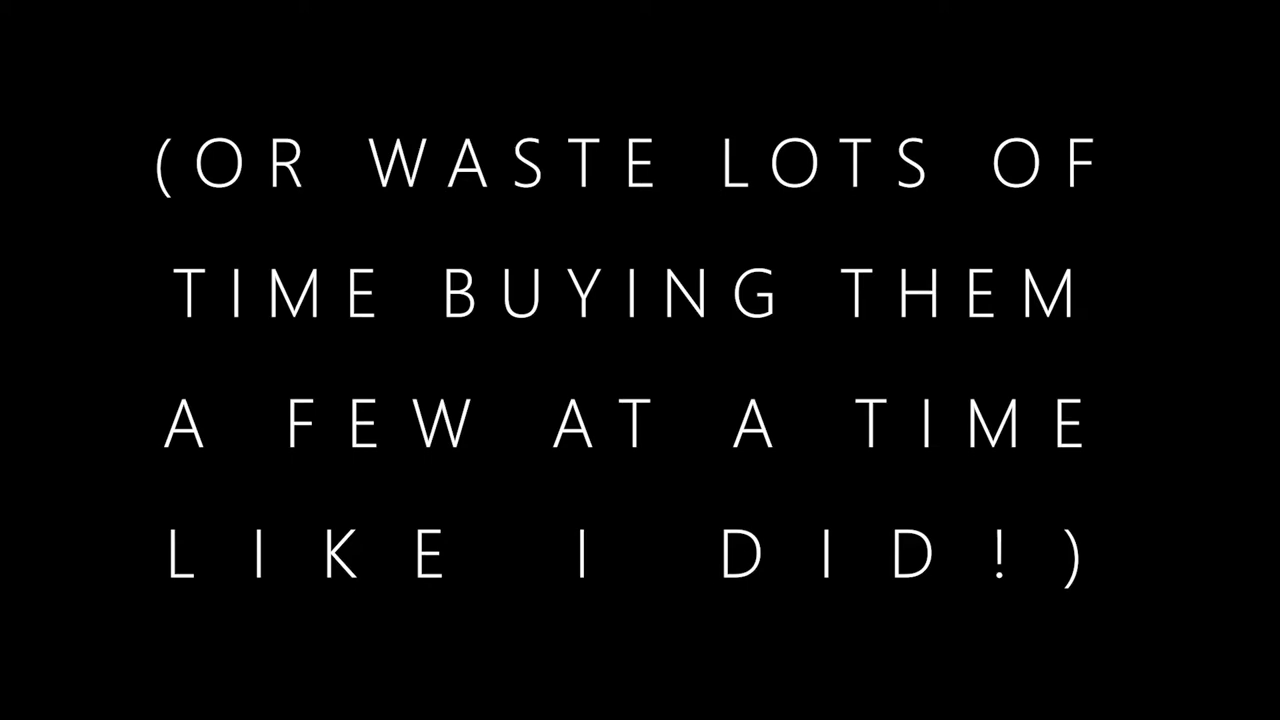 (OR WASTE LOTS OF
TIME BUYING THEM
A FEW AT A TIME
LIKE I DID!)